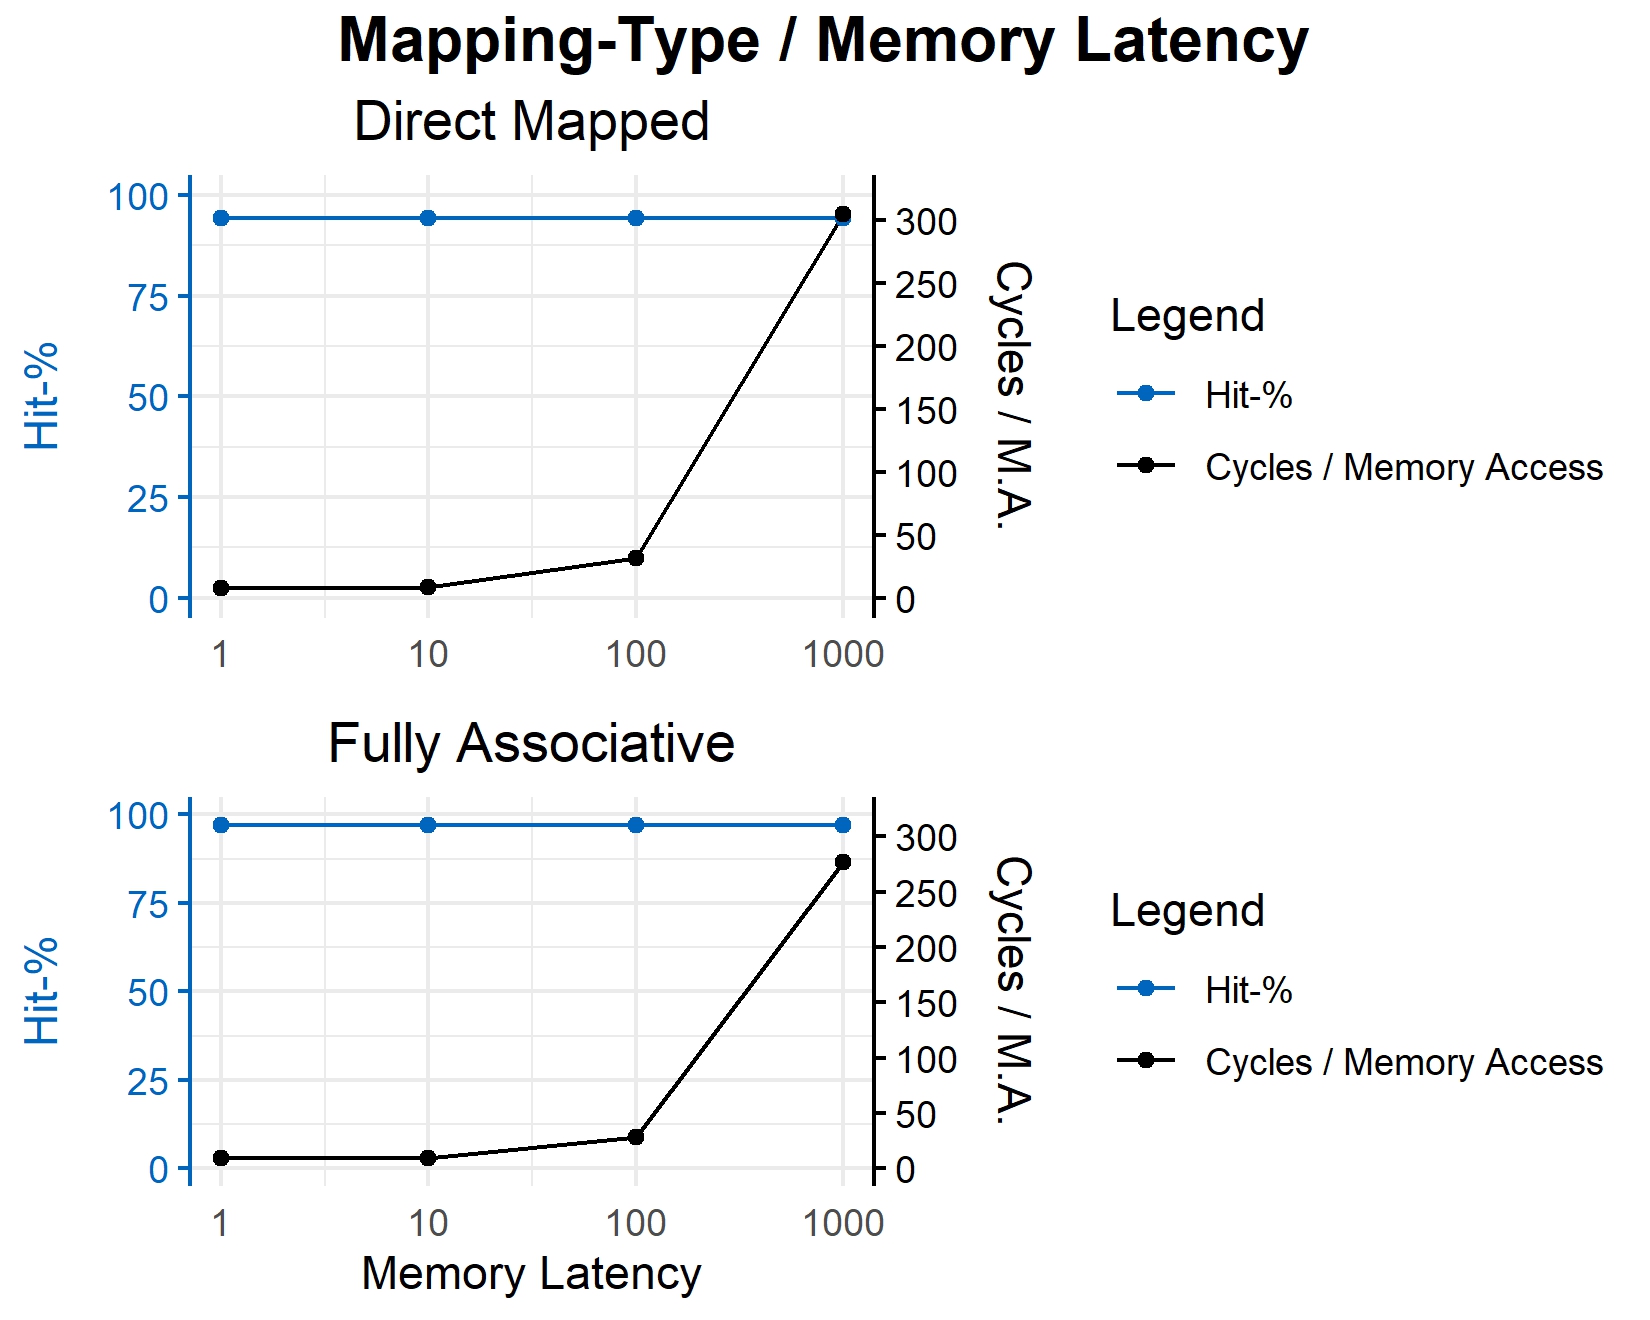 Mapping-Type / Memory Latency
Direct Mapped
100
75
50
25
0
Hit-%
300
250
200
150
100
50
0
Cycles / M.A.
1 10 100 1000
Legend
Hit-%
Cycles / Memory Access
Fully Associative
100
75
50
25
0
Hit-%
300
250
200
150
100
50
0
Cycles / M.A.
1 10 100 1000
Memory Latency
Legend
Hit-%
Cycles / Memory Access